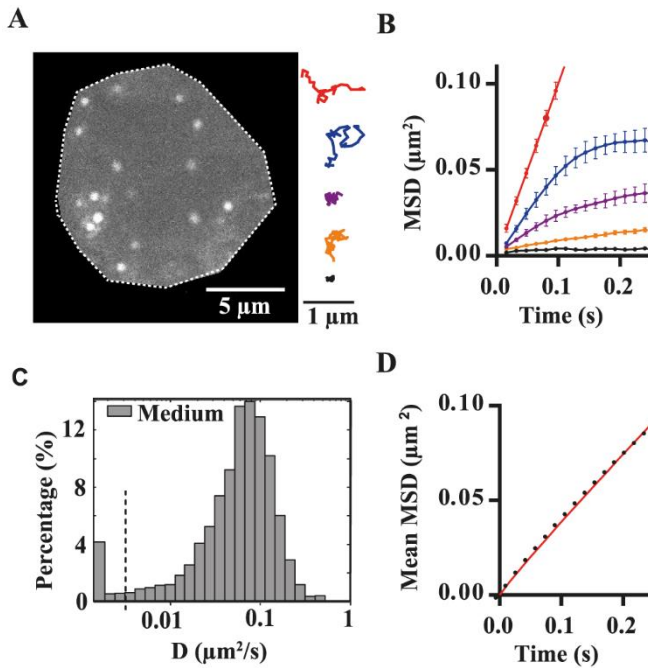 A
5 μm
1 μm
B
MSD (μm²)
0.10
0.05
0.00
0.0 0.1 0.2
Time (s)
C
Medium
Percentage (%)
12
8
4
0
0.01 0.1 1
D (μm²/s)
D
Mean MSD (μm²)
0.10
0.05
0.00
0.0 0.1 0.2
Time (s)